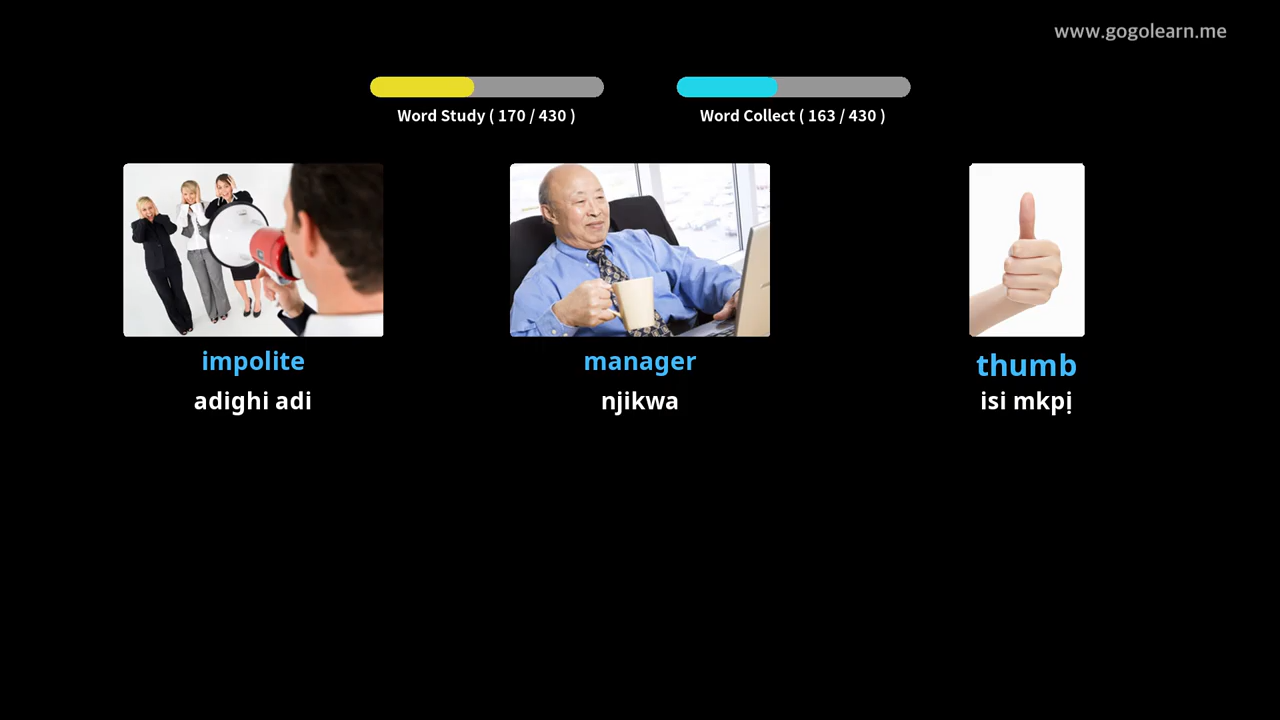 www.gogolearn.me
Word Study ( 170 / 430 )
Word Collect ( 163 / 430 )
impolite
manager
thumb
adighi adi
njikwa
isi mkpị